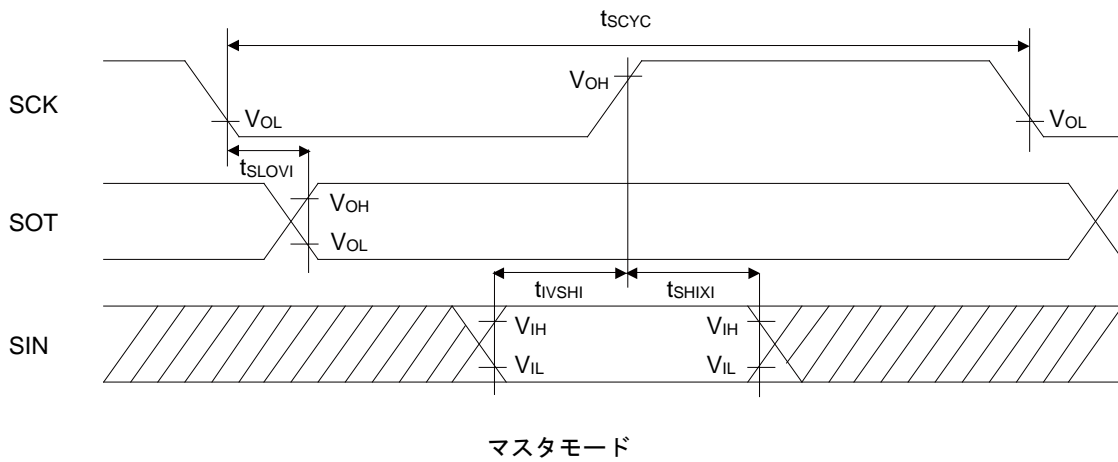 tSCYC
SCK
VOH
VOL
VOL
tSLOVI
SOT
VOH
VOL
tIVSHI
tSHIXI
SIN
VIH
VIH
VIL
VIL
マスタモード